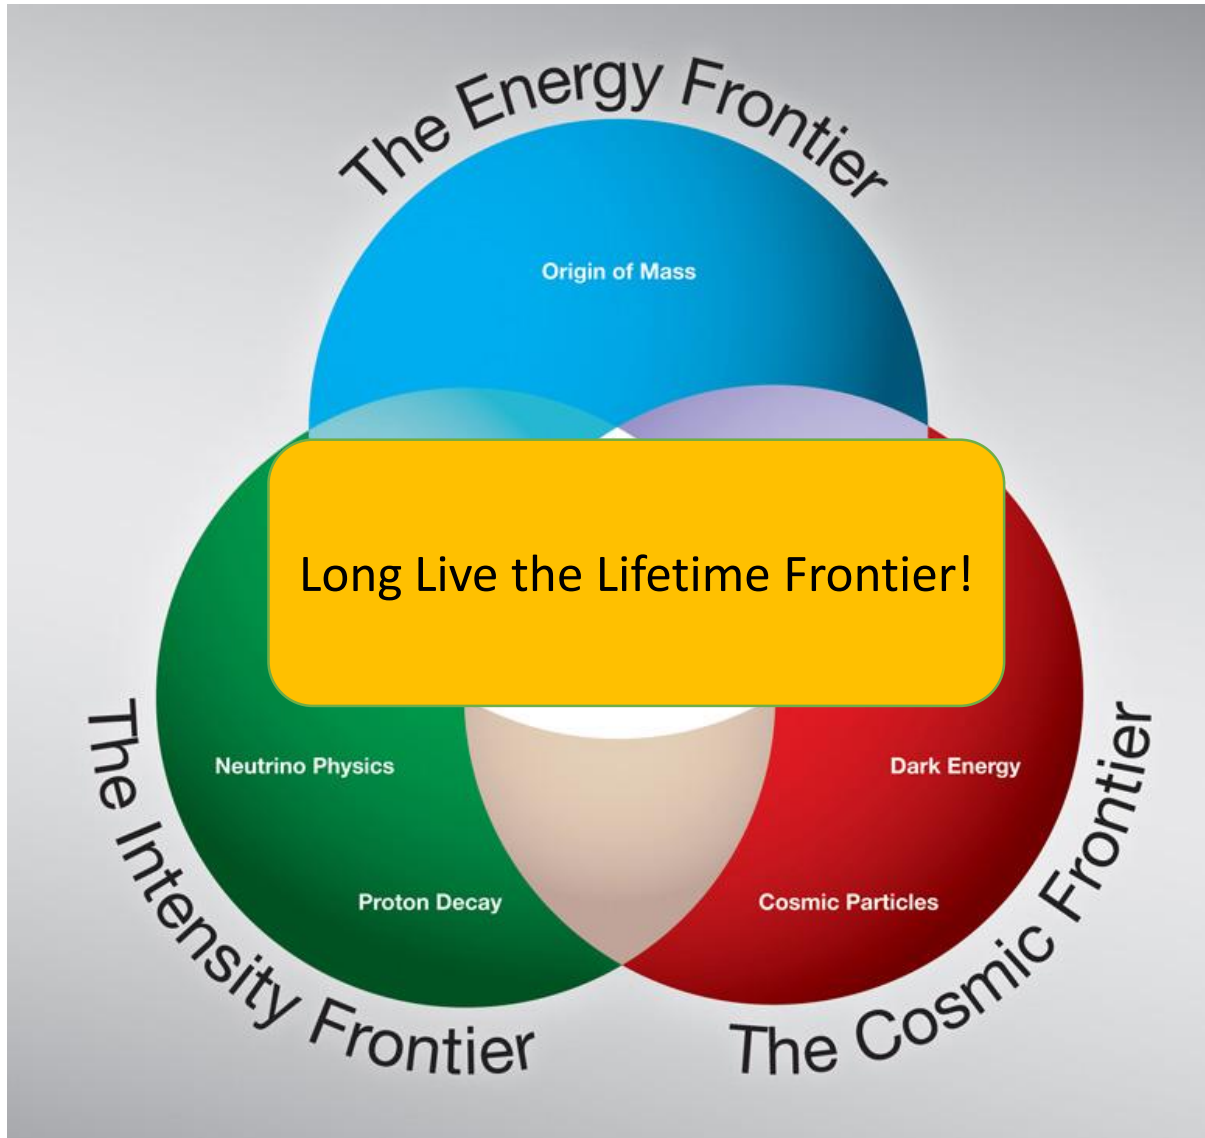 The Energy Frontier
Origin of Mass
Long Live the Lifetime Frontier!
Neutrino Physics
Dark Energy
Proton Decay
Cosmic Particles
The Intensity Frontier
The Cosmic Frontier